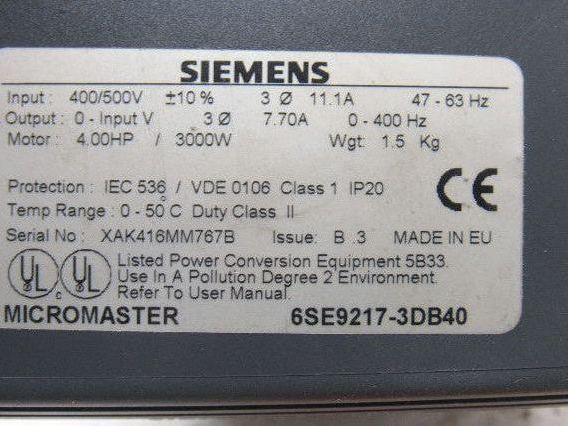 SIEMENS
Input : 400/500V ±10 % 3 Ø 11.1A 47 - 63 Hz
Output : 0 - Input V 3 Ø 7.70A 0 - 400 Hz
Motor : 4.00HP / 3000W Wgt: 1.5 Kg
Protection : IEC 536 / VDE 0106 Class 1 IP20
Temp Range : 0 - 50°C Duty Class II
Serial No : XAK416MM767B Issue: B .3 MADE IN EU
CE
UL c UL Listed Power Conversion Equipment 5B33.
Use In A Pollution Degree 2 Environment.
Refer To User Manual.
MICROMASTER 6SE9217-3DB40